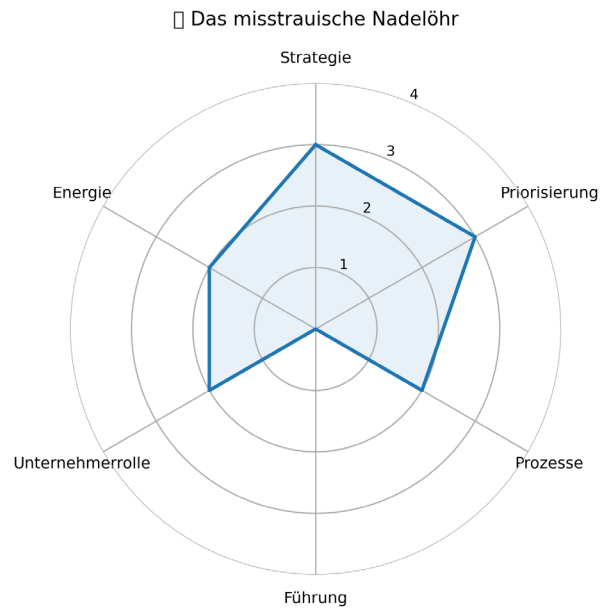 Das misstrauische Nadelöhr
Strategie
4
3
Energie
Priorisierung
2
1
Unternehmerrolle
Prozesse
Führung